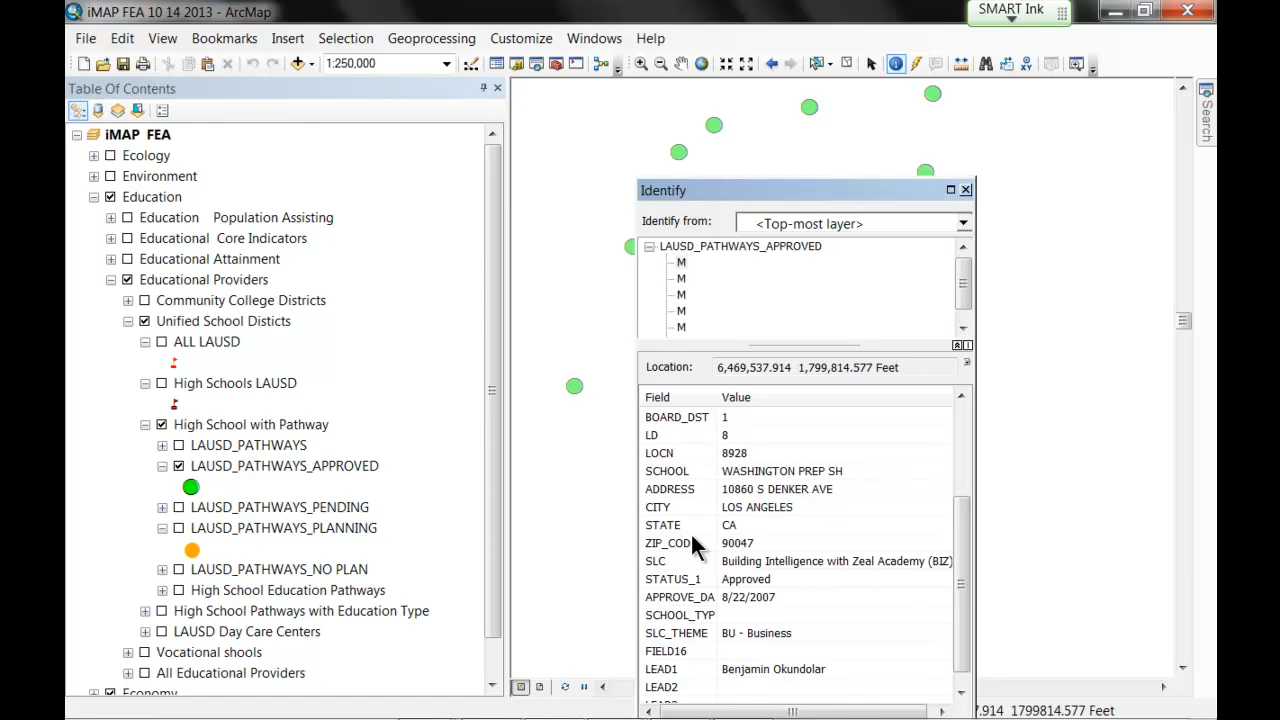 iMAP FEA 10 14 2013 - ArcMap
SMART Ink
File Edit View Bookmarks Insert Selection Geoprocessing Customize Windows Help
1:250,000
Table Of Contents
iMAP FEA
Ecology
Environment
Education
Education Population Assisting
Educational Core Indicators
Educational Attainment
Educational Providers
Community College Districts
Unified School Disticts
ALL LAUSD
High Schools LAUSD
High School with Pathway
LAUSD_PATHWAYS
LAUSD_PATHWAYS_APPROVED
LAUSD_PATHWAYS_PENDING
LAUSD_PATHWAYS_PLANNING
LAUSD_PATHWAYS_NO PLAN
High School Education Pathways
High School Pathways with Education Type
LAUSD Day Care Centers
Vocational shools
All Educational Providers
Economy
Search
Identify
Identify from: <Top-most layer>
LAUSD_PATHWAYS_APPROVED
M
M
M
M
M
Location: 6,469,537.914 1,799,814.577 Feet
Field Value
BOARD_DST 1
LD 8
LOCN 8928
SCHOOL WASHINGTON PREP SH
ADDRESS 10860 S DENKER AVE
CITY LOS ANGELES
STATE CA
ZIP_COD 90047
SLC Building Intelligence with Zeal Academy (BIZ)
STATUS_1 Approved
APPROVE_DA 8/22/2007
SCHOOL_TYP
SLC_THEME BU - Business
FIELD16
LEAD1 Benjamin Okundolar
LEAD2
.914 1799814.577 Feet